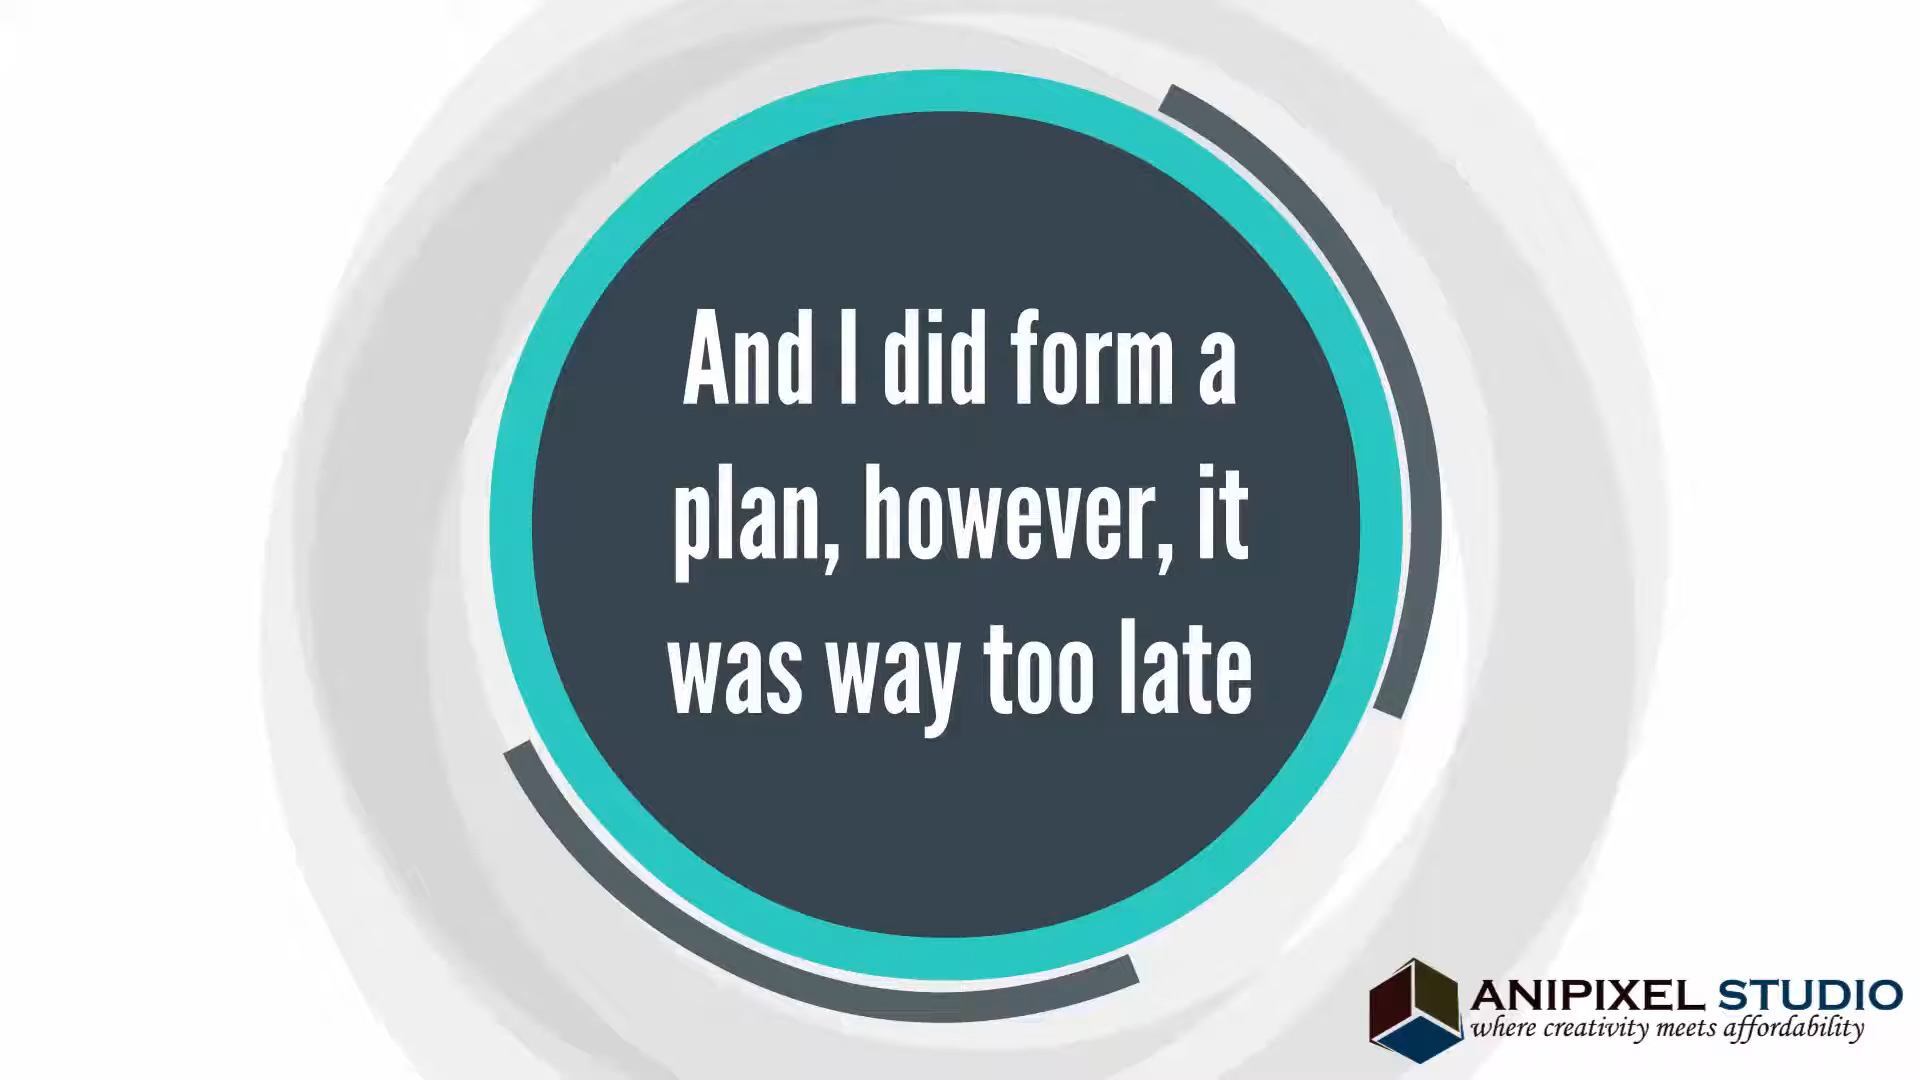 And I did form a
plan, however, it
was way too late
ANIPIXEL STUDIO
where creativity meets affordability